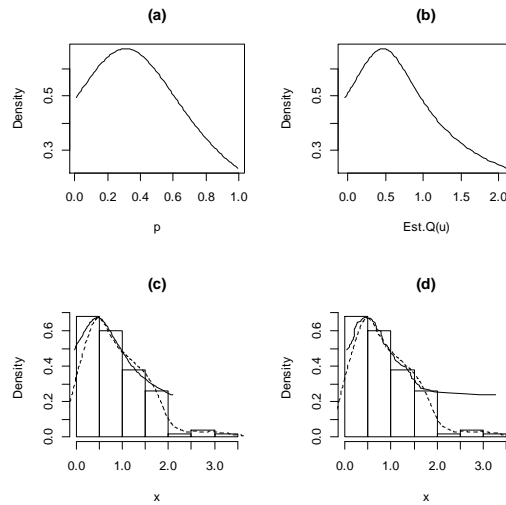 (a)
Density
0.3
0.5
0.0 0.2 0.4 0.6 0.8 1.0
p
(b)
Density
0.3
0.5
0.0 0.5 1.0 1.5 2.0
Est.Q(u)
(c)
Density
0.0 0.2 0.4 0.6
0.0 1.0 2.0 3.0
x
(d)
Density
0.0 0.2 0.4 0.6
0.0 1.0 2.0 3.0
x